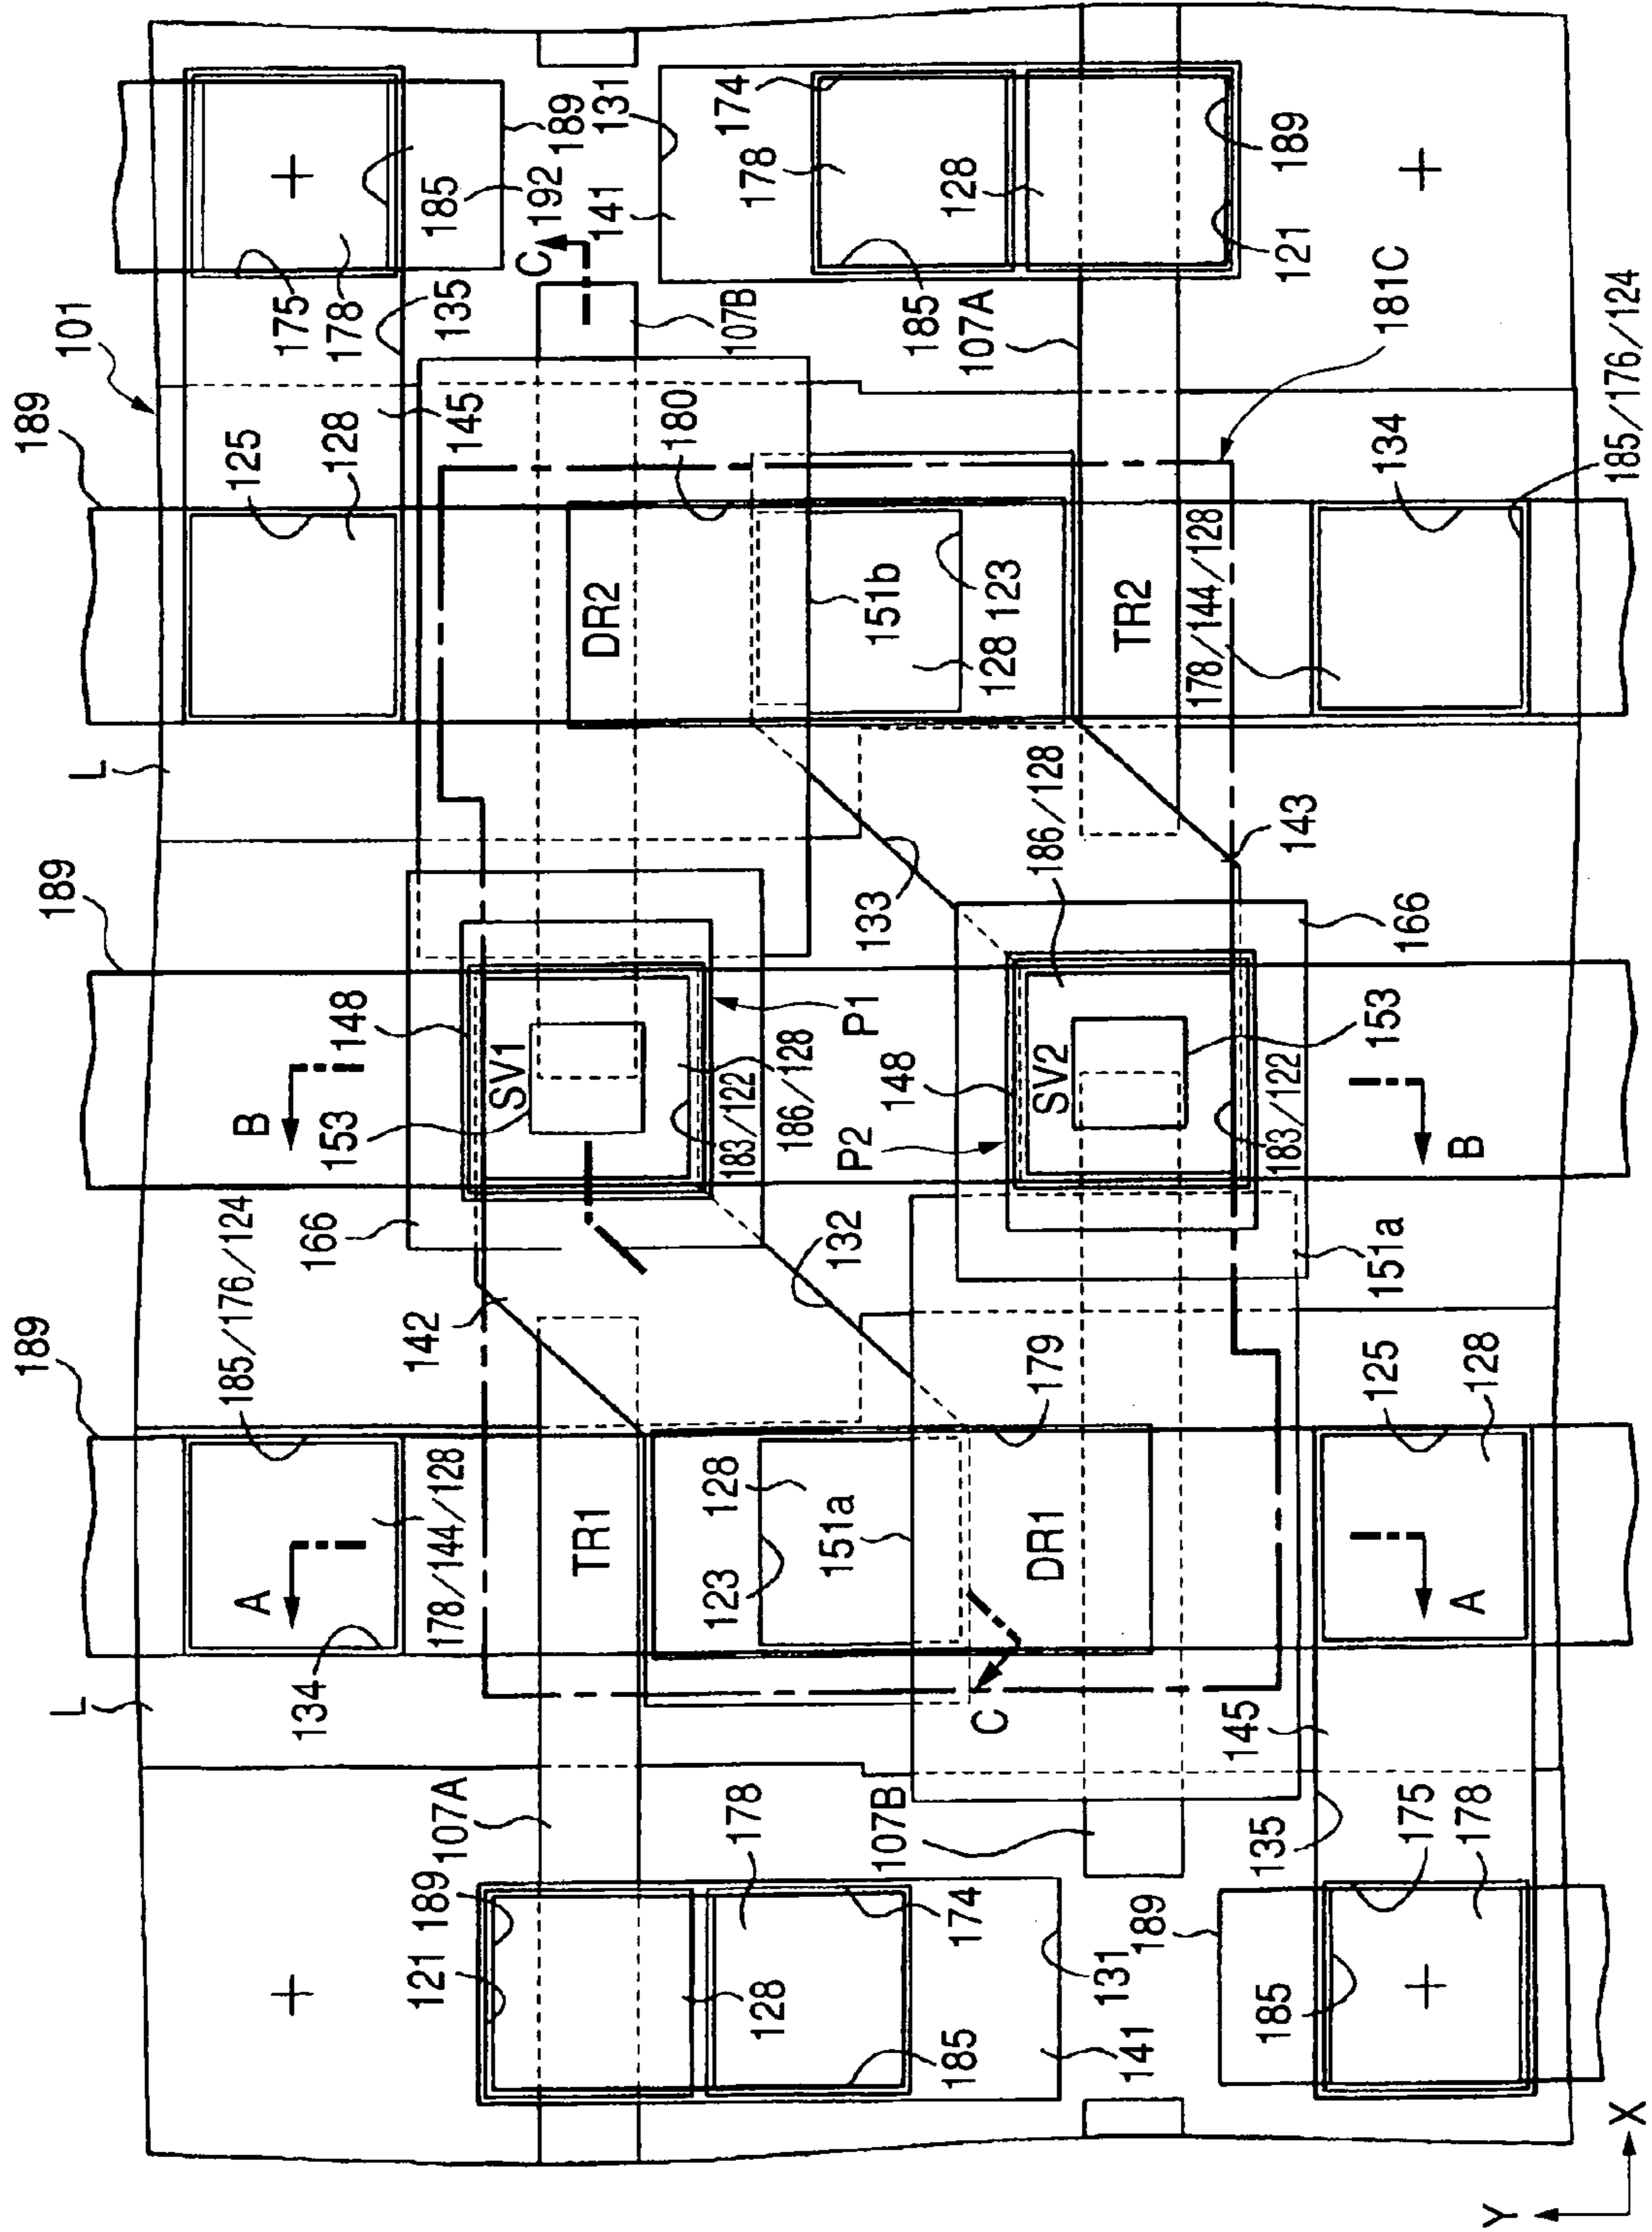 101
189
189
189
189
L
L
175
178
135
185
189
192
131
141
C
107B
174
178
128
185
107A
121
189
181C
125
128
145
180
DR2
151b
128
123
TR2
178/144/128
134
185/176/124
133
186/128
143
166
148
B
153
SV1
P1
183/122
186/128
P2
148
SV2
153
183/122
B
166
185/176/124
142
132
151a
A
134
178/144/128
TR1
123
128
151a
179
DR1
C
125
128
A
145
107A
189
121
178
128
174
185
131
141
107B
189
135
175
178
185
X
Y